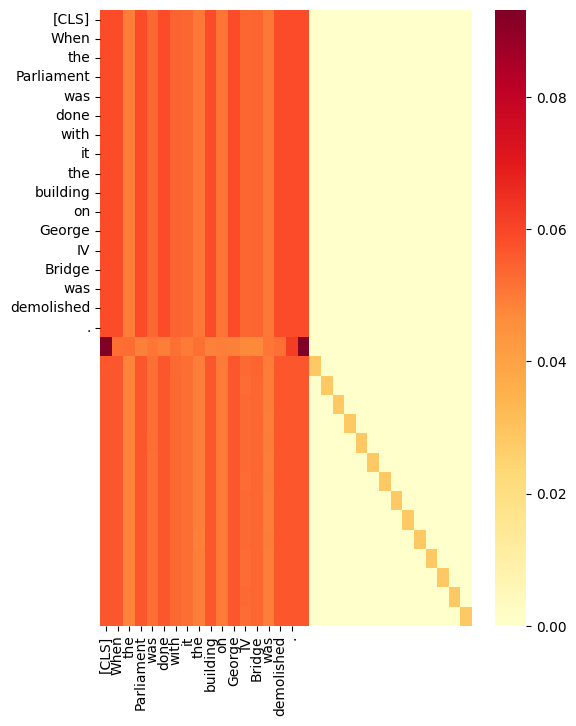 [CLS]
When
the
Parliament
was
done
with
it
the
building
on
George
IV
Bridge
was
demolished
.
0.08
0.06
0.04
0.02
0.00
[CLS]
When
the
Parliament
was
done
with
it
the
building
on
George
IV
Bridge
was
demolished
.